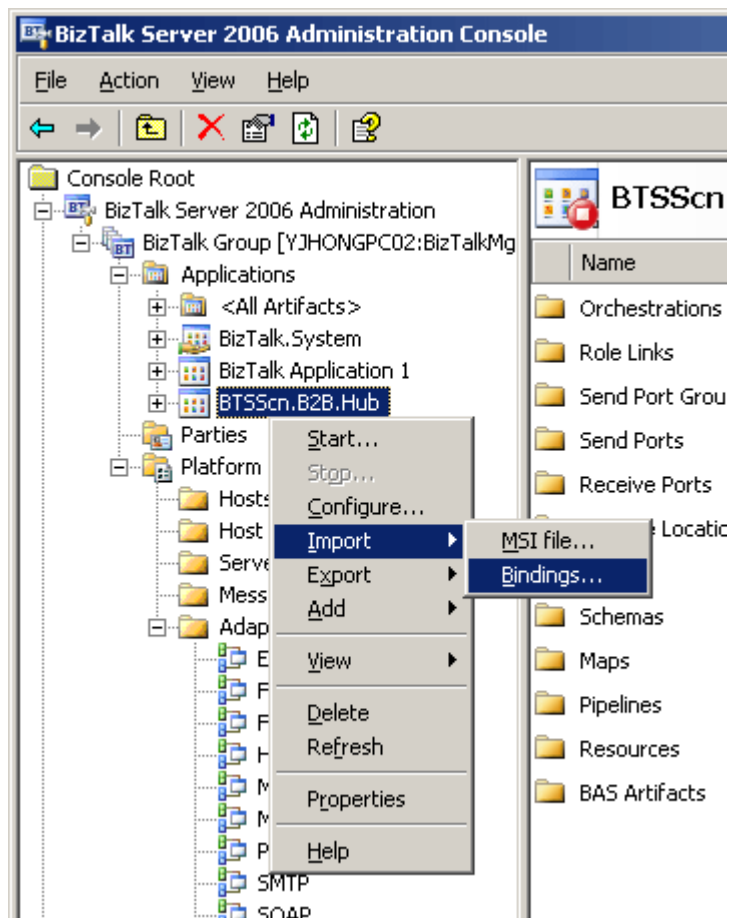 BizTalk Server 2006 Administration Console
File Action View Help
Console Root
BizTalk Server 2006 Administration
BizTalk Group [YJHONGPC02:BizTalkMg
Applications
<All Artifacts>
BizTalk.System
BizTalk Application 1
BTSScn.B2B.Hub
Parties
Platform
Hosts
Host
Serve
Mess
Adap
E
F
F
H
M
M
P
SMTP
SOAP
Start...
Stop...
Configure...
Import
Export
Add
View
Delete
Refresh
Properties
Help
MSI file...
Bindings...
BTSScn
Name
Orchestrations
Role Links
Send Port Grou
Send Ports
Receive Ports
Locatio
Schemas
Maps
Pipelines
Resources
BAS Artifacts